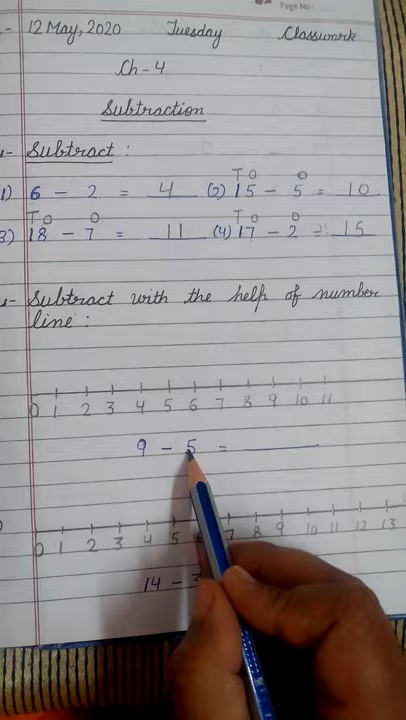 Page No:
12 May, 2020 Tuesday Classwork
Ch-4
Subtraction
Subtract :
1) 6 - 2 = 4 (2) T O 15 - O 5 = 10
3) T O 18 - O 7 = 11 (4) T O 17 - O 2 = 15
Subtract with the help of number
line :
0 1 2 3 4 5 6 7 8 9 10 11
9 - 5 =
0 1 2 3 4 5 7 8 9 10 11 12 13
14 - 3